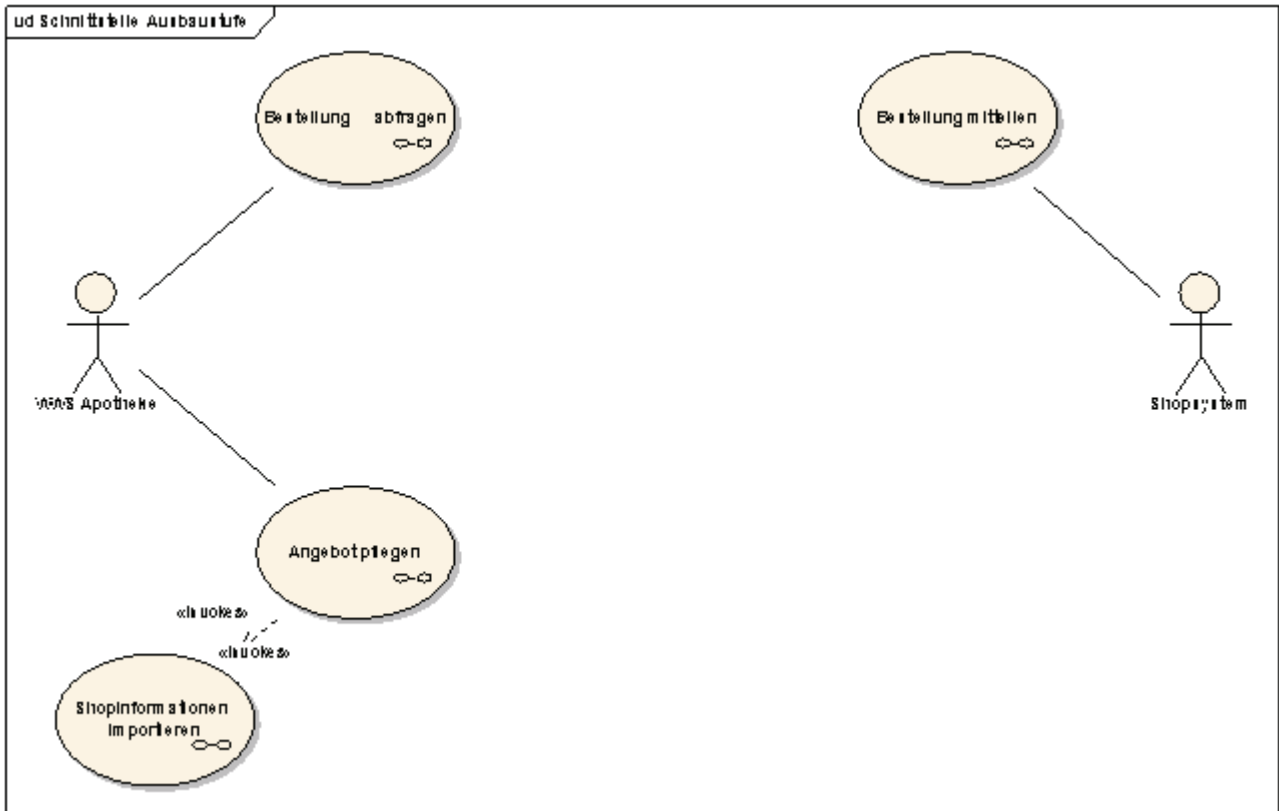 ud Schnittstelle Ausbaustufe
Bestellung abfragen
Bestellung mitteilen
WWS Apotheke
Shopsystem
Angebot pflegen
«invokes»
«invokes»
Shopinformationen
importieren